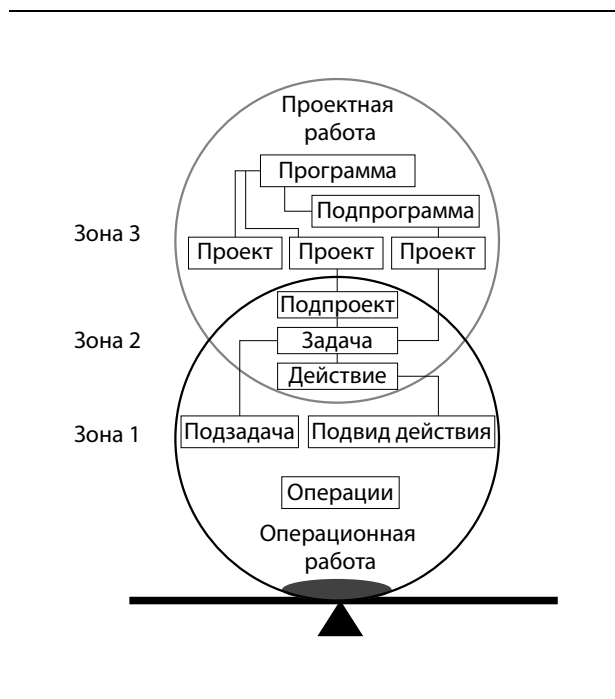 Проектная
работа
Программа
Подпрограмма
Зона 3
Проект Проект Проект
Подпроект
Зона 2
Задача
Действие
Зона 1
Подзадача Подвид действия
Операции
Операционная
работа